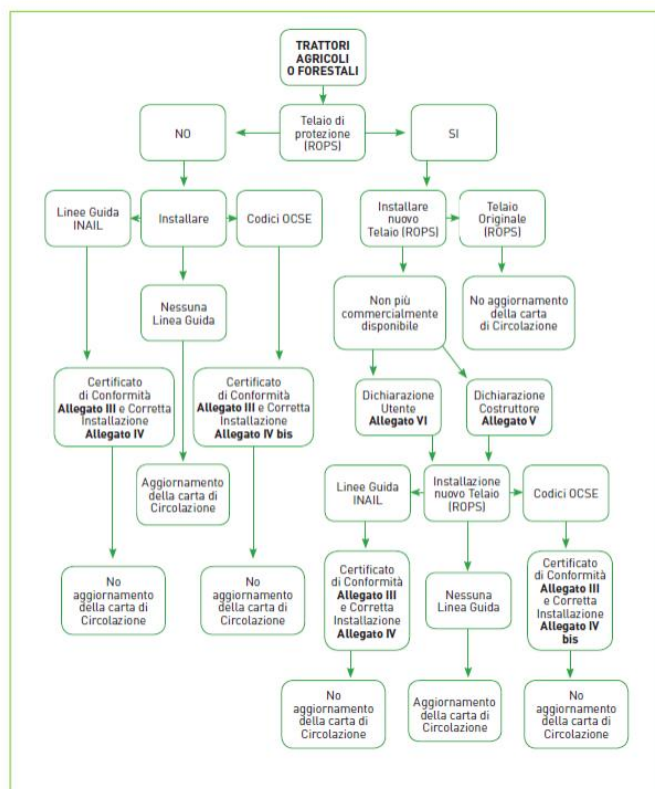 TRATTORI
AGRICOLI
O FORESTALI
NO
Telaio di
protezione
(ROPS)
SI
Linee Guida
INAIL
Installare
Codici OCSE
Installare
nuovo
Telaio (ROPS)
Telaio
Originale
(ROPS)
Nessuna
Linea Guida
Non più
commercialmente
disponibile
No aggiornamento
della carta
di Circolazione
Certificato
di Conformità
Allegato III e Corretta
Installazione
Allegato IV
Certificato
di Conformità
Allegato III e Corretta
Installazione
Allegato IV bis
Dichiarazione
Utente
Allegato VI
Dichiarazione
Costruttore
Allegato V
Aggiornamento
della carta di
Circolazione
Linee Guida
INAIL
Installazione
nuovo Telaio
(ROPS)
Codici OCSE
No
aggiornamento
della carta di
Circolazione
No
aggiornamento
della carta di
Circolazione
Certificato
di Conformità
Allegato III
e Corretta
Installazione
Allegato IV
Nessuna
Linea Guida
Certificato
di Conformità
Allegato III
e Corretta
Installazione
Allegato IV
bis
No
aggiornamento
della carta di
Circolazione
Aggiornamento
della carta di
Circolazione
No
aggiornamento
della carta di
Circolazione